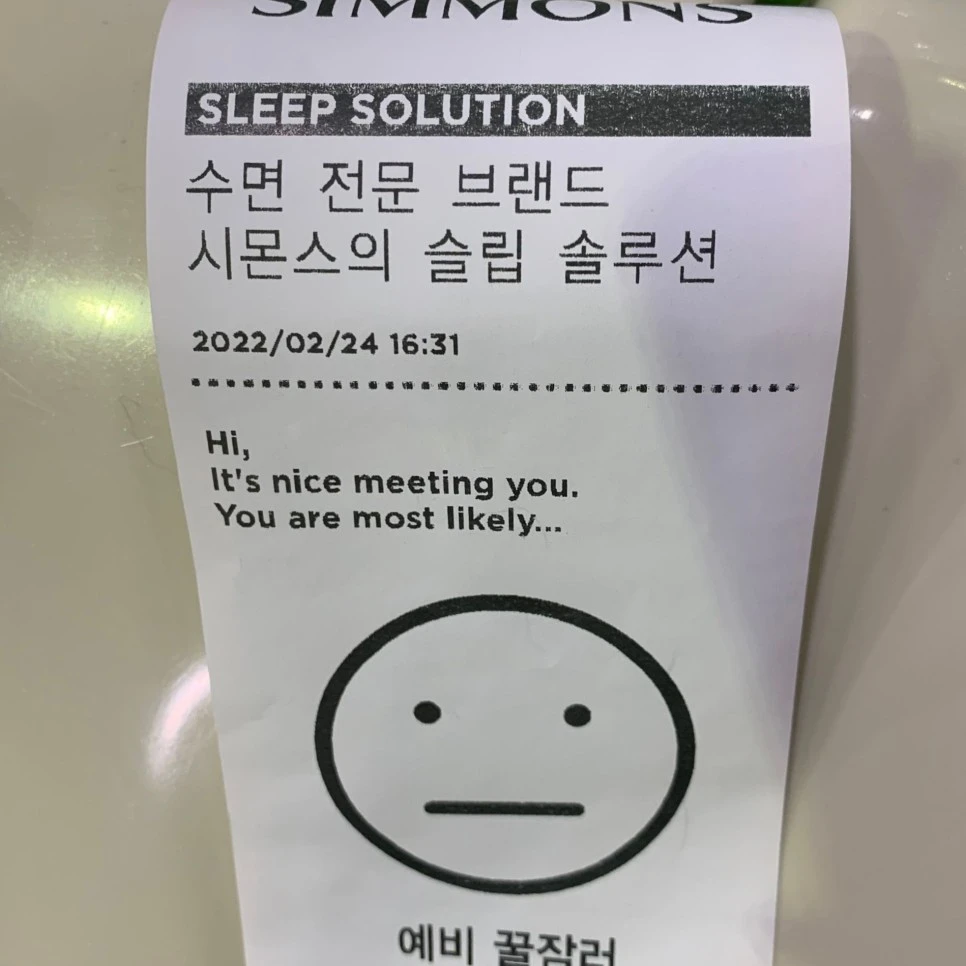 SIMMONS
SLEEP SOLUTION
수면 전문 브랜드
시몬스의 슬립 솔루션
2022/02/24 16:31
Hi,
It's nice meeting you.
You are most likely...
예비 꿀잠러